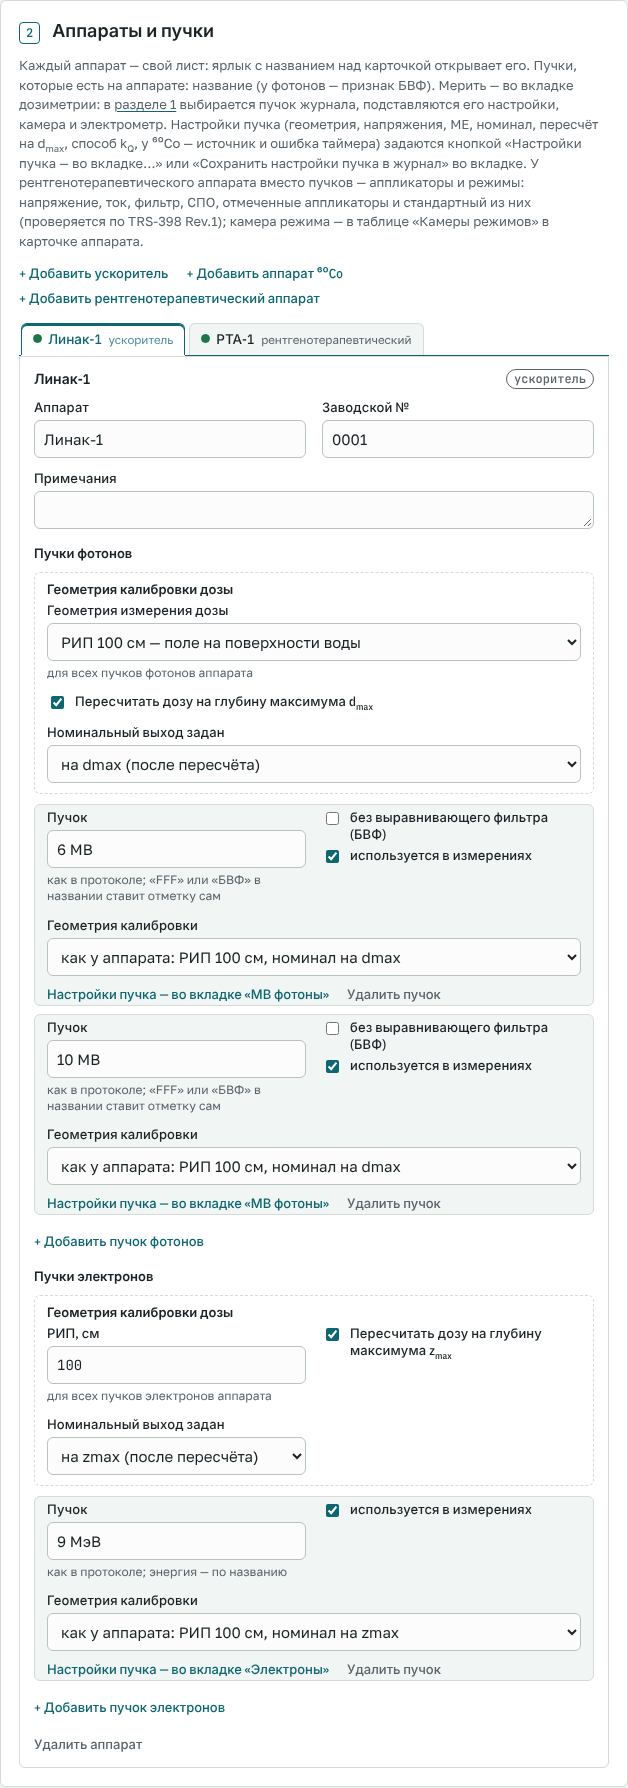 2 Аппараты и пучки
Каждый аппарат — свой лист: ярлык с названием над карточкой открывает его. Пучки,
которые есть на аппарате: название (у фотонов — признак БВФ). Мерить — во вкладке
дозиметрии: в разделе 1 выбирается пучок журнала, подставляются его настройки,
камера и электрометр. Настройки пучка (геометрия, напряжения, МЕ, номинал, пересчёт
на dmax, способ kQ, у ⁶⁰Co — источник и ошибка таймера) задаются кнопкой «Настройки
пучка — во вкладке…» или «Сохранить настройки пучка в журнал» во вкладке. У
рентгенотерапевтического аппарата вместо пучков — аппликаторы и режимы:
напряжение, ток, фильтр, СПО, отмеченные аппликаторы и стандартный из них
(проверяется по TRS-398 Rev.1); камера режима — в таблице «Камеры режимов» в
карточке аппарата.
+ Добавить ускоритель + Добавить аппарат ⁶⁰Co
+ Добавить рентгенотерапевтический аппарат
Линак-1 ускоритель РТА-1 рентгенотерапевтический
Линак-1 ускоритель
Аппарат Заводской №
Линак-1 0001
Примечания
Пучки фотонов
Геометрия калибровки дозы
Геометрия измерения дозы
РИП 100 см — поле на поверхности воды
для всех пучков фотонов аппарата
Пересчитать дозу на глубину максимума dmax
Номинальный выход задан
на dmax (после пересчёта)
Пучок без выравнивающего фильтра
(БВФ)
6 МВ используется в измерениях
как в протоколе; «FFF» или «БВФ» в
названии ставит отметку сам
Геометрия калибровки
как у аппарата: РИП 100 см, номинал на dmax
Настройки пучка — во вкладке «МВ фотоны» Удалить пучок
Пучок без выравнивающего фильтра
(БВФ)
10 МВ используется в измерениях
как в протоколе; «FFF» или «БВФ» в
названии ставит отметку сам
Геометрия калибровки
как у аппарата: РИП 100 см, номинал на dmax
Настройки пучка — во вкладке «МВ фотоны» Удалить пучок
+ Добавить пучок фотонов
Пучки электронов
Геометрия калибровки дозы
РИП, см Пересчитать дозу на глубину
максимума zmax
100
для всех пучков электронов аппарата
Номинальный выход задан
на zmax (после пересчёта)
Пучок используется в измерениях
9 МэВ
как в протоколе; энергия — по названию
Геометрия калибровки
как у аппарата: РИП 100 см, номинал на zmax
Настройки пучка — во вкладке «Электроны» Удалить пучок
+ Добавить пучок электронов
Удалить аппарат